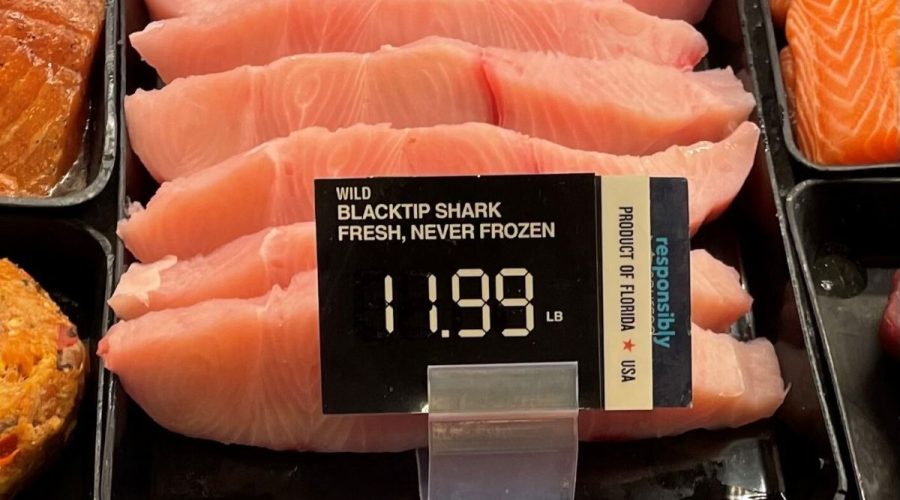 WILD
BLACKTIP SHARK
FRESH, NEVER FROZEN
11.99 LB
PRODUCT OF FLORIDA ★ USA
responsibly